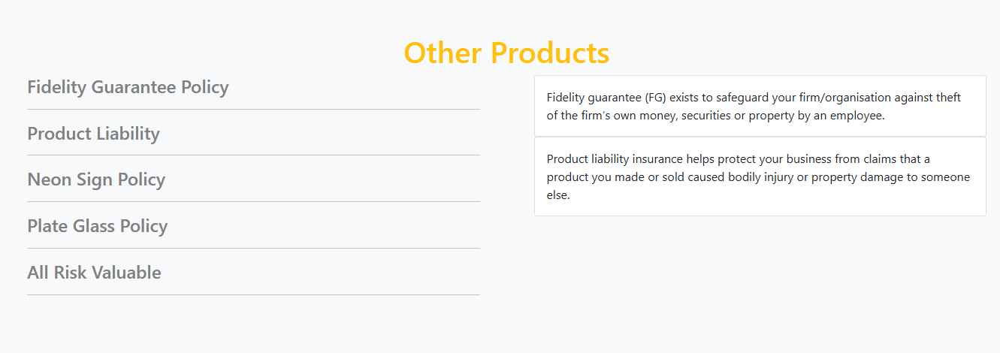 Other Products
Fidelity Guarantee Policy
Product Liability
Neon Sign Policy
Plate Glass Policy
All Risk Valuable
Fidelity guarantee (FG) exists to safeguard your firm/organisation against theft
of the firm’s own money, securities or property by an employee.
Product liability insurance helps protect your business from claims that a
product you made or sold caused bodily injury or property damage to someone
else.